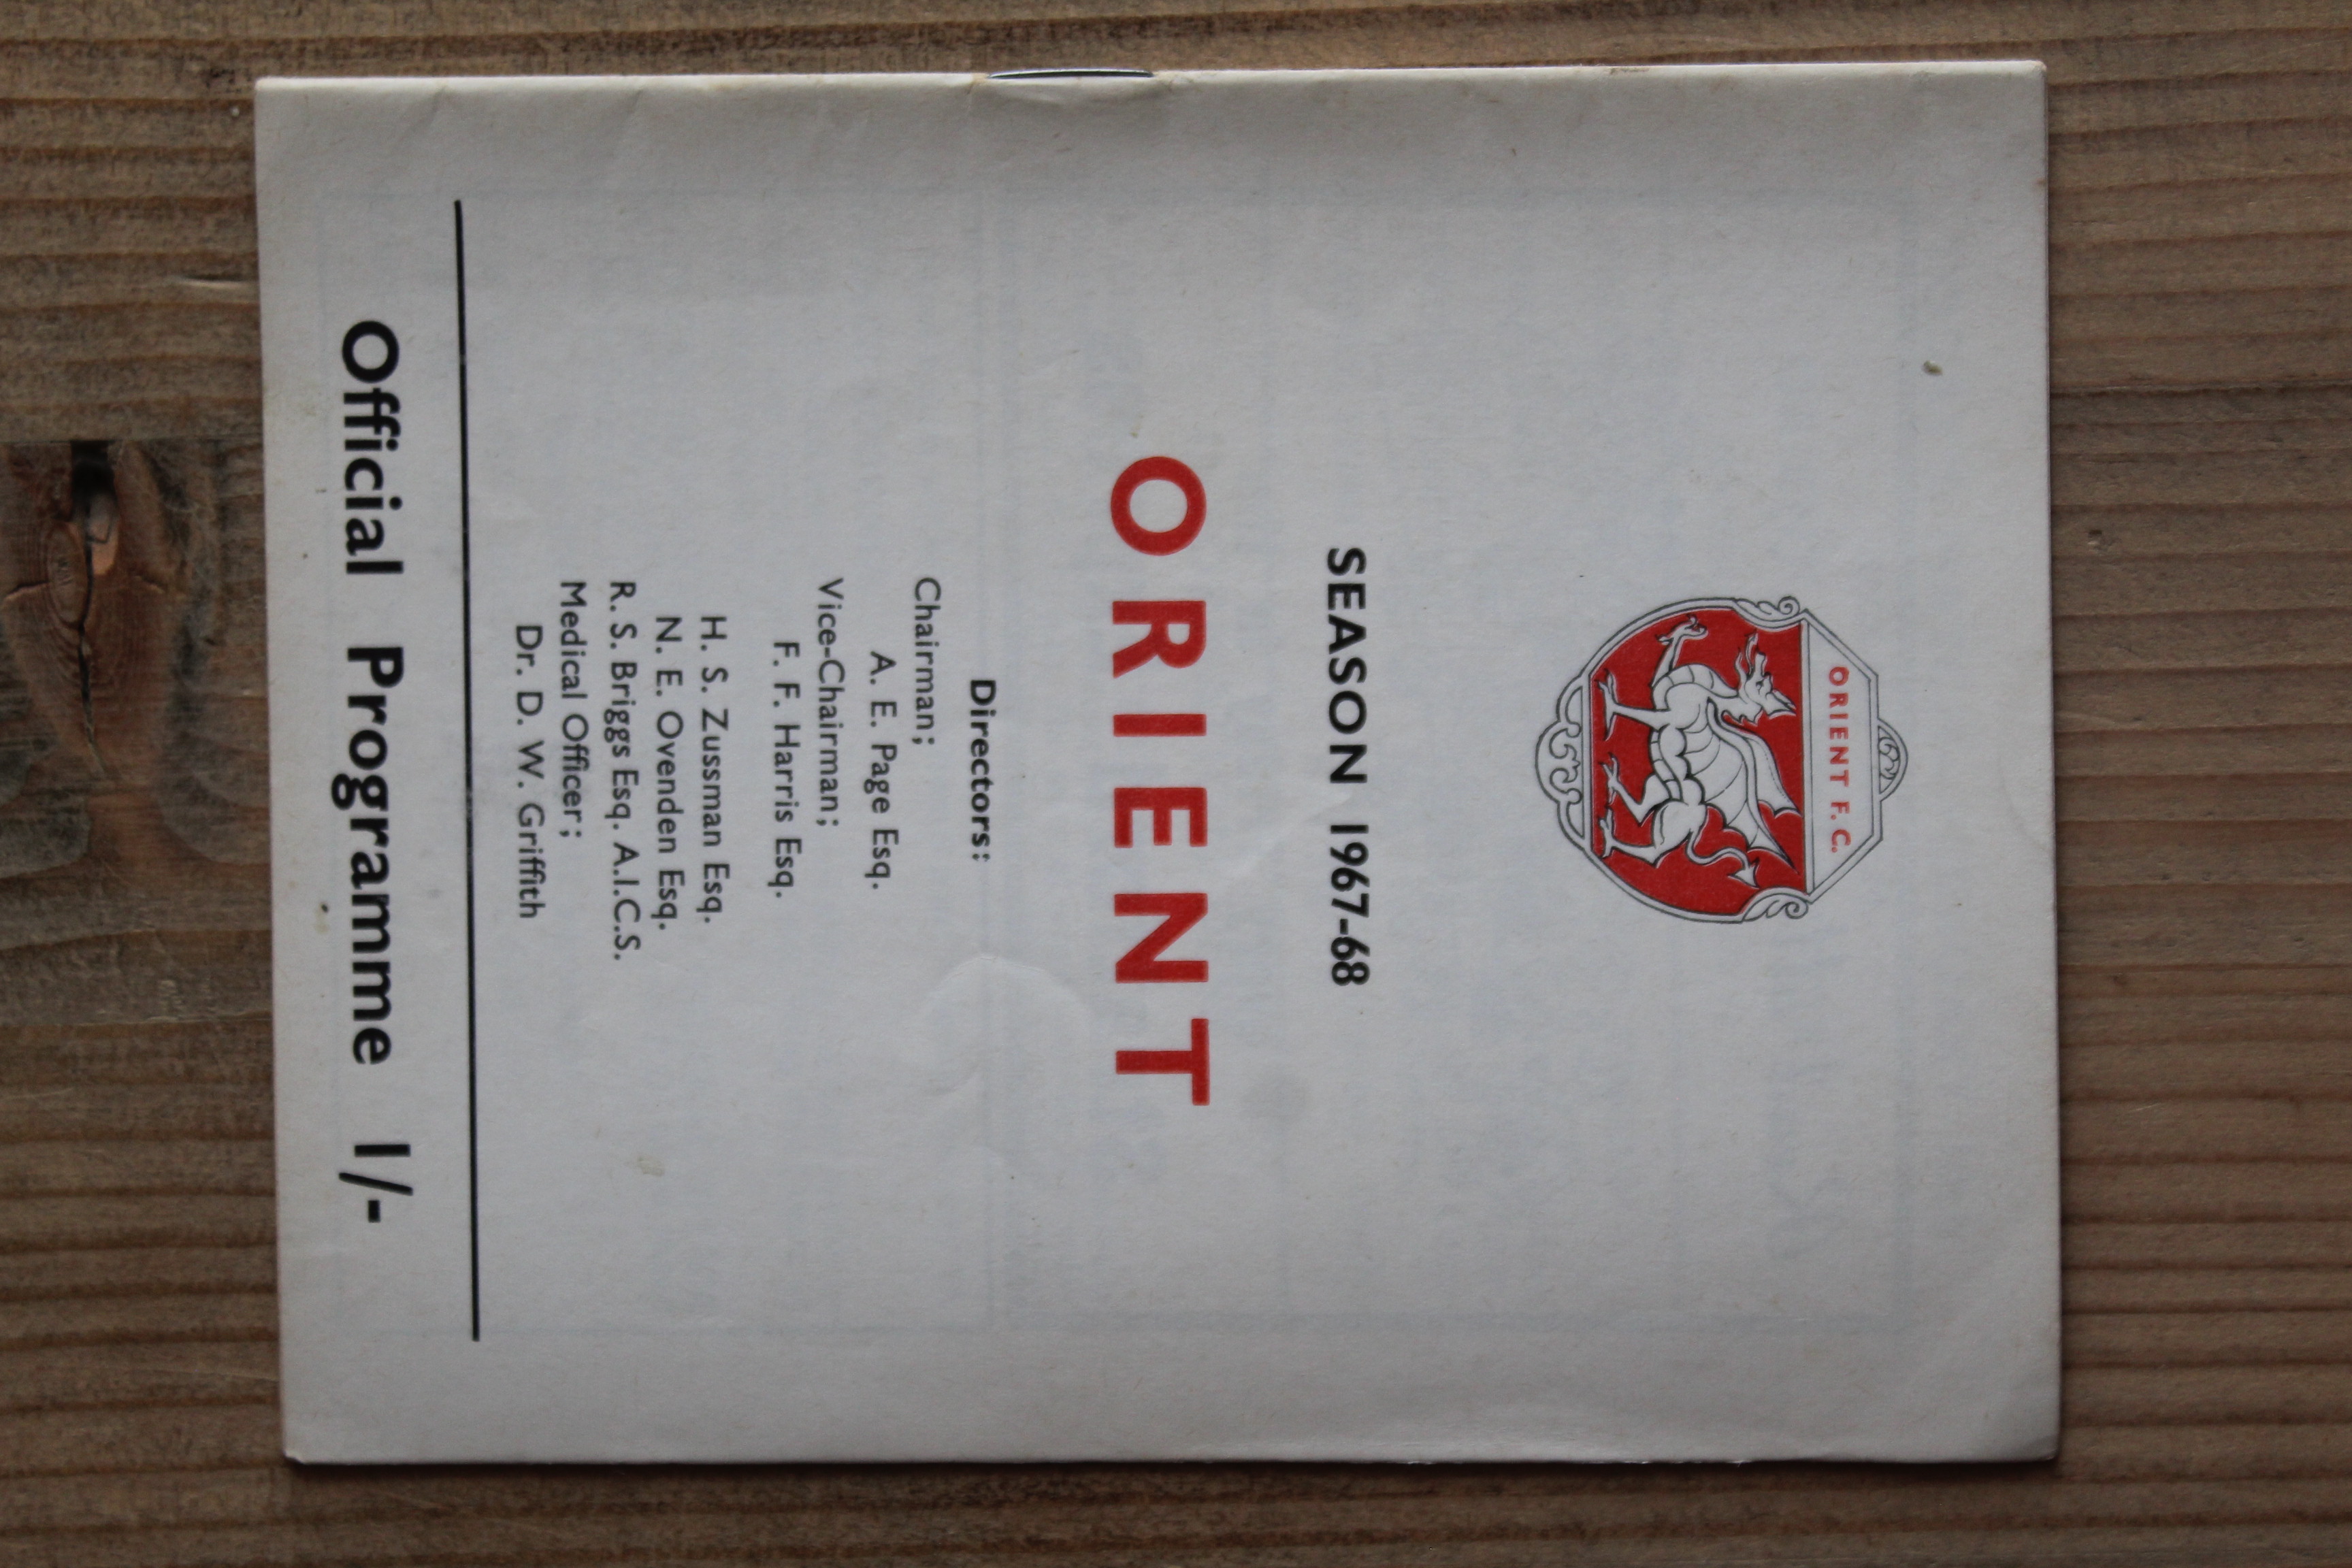 ORIENT F.C.
SEASON 1967-68
ORIENT
Directors:
Chairman;
A. E. Page Esq.
Vice-Chairman;
F. F. Harris Esq.
H. S. Zussman Esq.
N. E. Ovenden Esq.
R. S. Briggs Esq. A.I.C.S.
Medical Officer;
Dr. D. W. Griffith
Official Programme 1/-